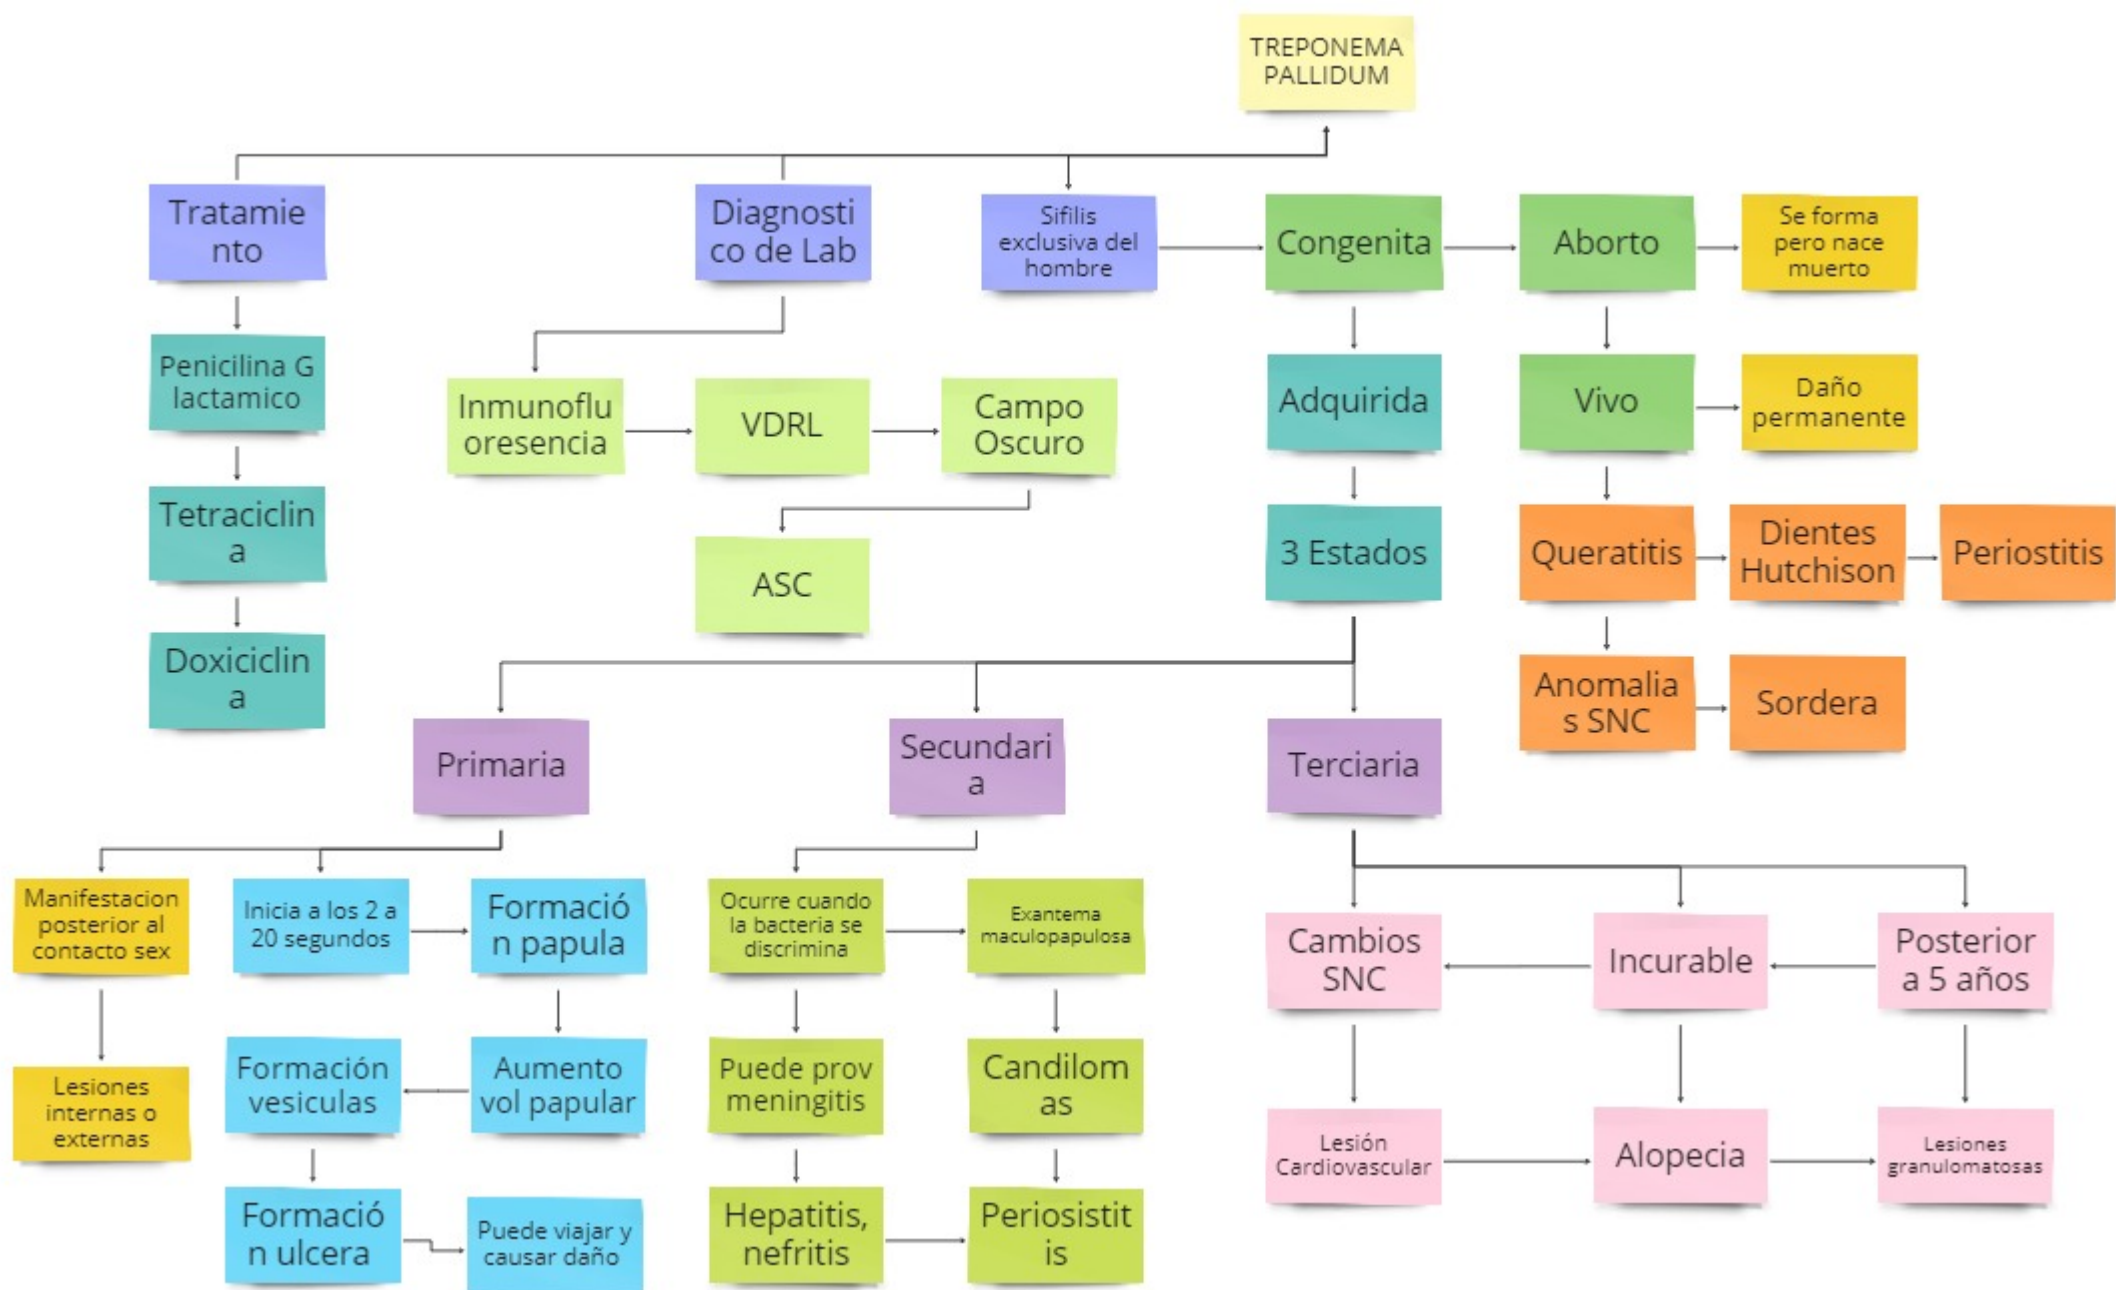 TREPONEMA
PALLIDUM
Tratamie
nto
Diagnosti
co de Lab
Sifilis
exclusiva del
hombre
Congenita
Aborto
Se forma
pero nace
muerto
Penicilina G
lactamico
Inmunoflu
oresencia
VDRL
Campo
Oscuro
Adquirida
Vivo
Daño
permanente
Tetraciclin
a
ASC
3 Estados
Queratitis
Dientes
Hutchison
Periostitis
Doxiciclin
a
Anomalia
s SNC
Sordera
Primaria
Secundari
a
Terciaria
Manifestacion
posterior al
contacto sex
Inicia a los 2 a
20 segundos
Formació
n papula
Ocurre cuando
la bacteria se
discrimina
Exantema
maculopapulosa
Cambios
SNC
Incurable
Posterior
a 5 años
Lesiones
internas o
externas
Formación
vesiculas
Aumento
vol papular
Puede prov
meningitis
Candilom
as
Lesión
Cardiovascular
Alopecia
Lesiones
granulomatosas
Formació
n ulcera
Puede viajar y
causar daño
Hepatitis,
nefritis
Periosistit
is